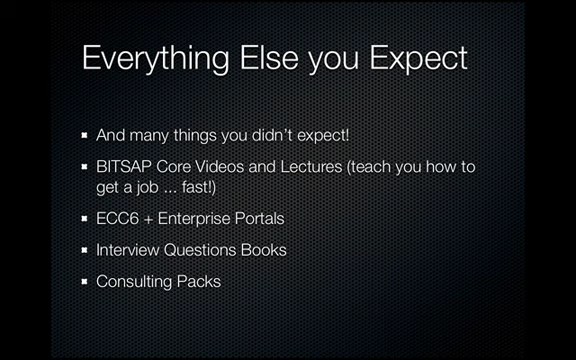 Everything Else you Expect
And many things you didn't expect!
BITSAP Core Videos and Lectures (teach you how to
get a job ... fast!)
ECC6 + Enterprise Portals
Interview Questions Books
Consulting Packs